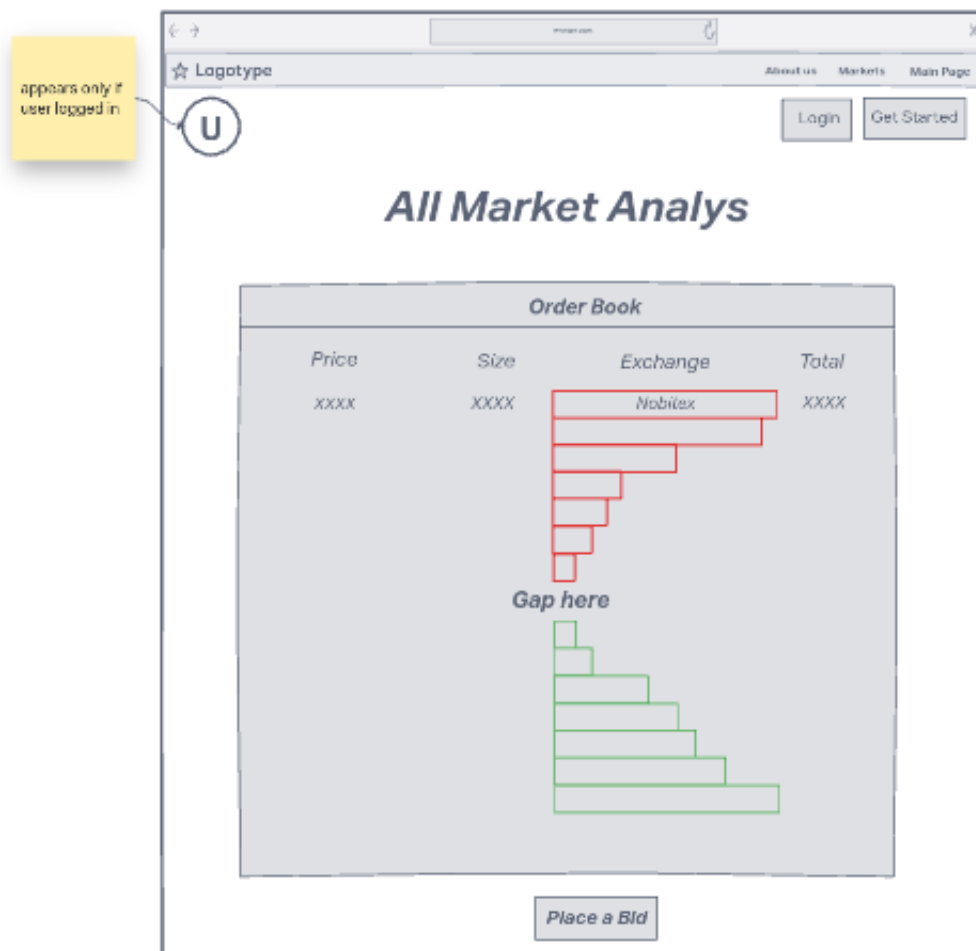 appears only if
user logged in
Logotype
About us Markets Main Page
U
Login Get Started
All Market Analys
Order Book
Price Size Exchange Total
XXXX XXXX Nobitex XXXX
Gap here
Place a Bid